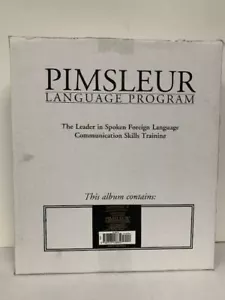 PIMSLEUR
LANGUAGE PROGRAM
The Leader in Spoken Foreign Language
Communication Skills Training
This album contains: